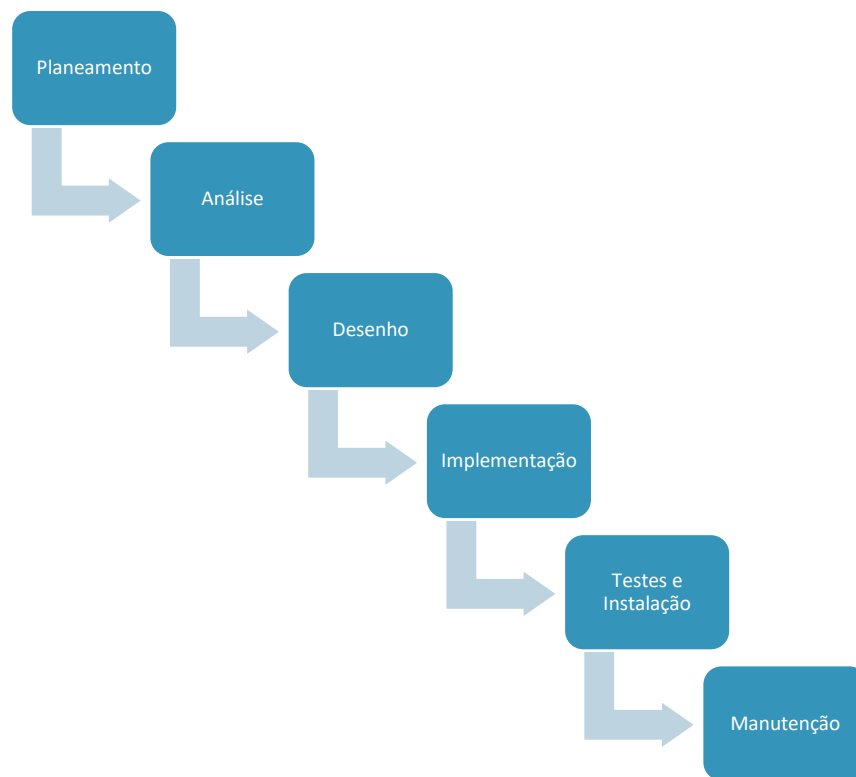 Planeamento
Análise
Desenho
Implementação
Testes e
Instalação
Manutenção